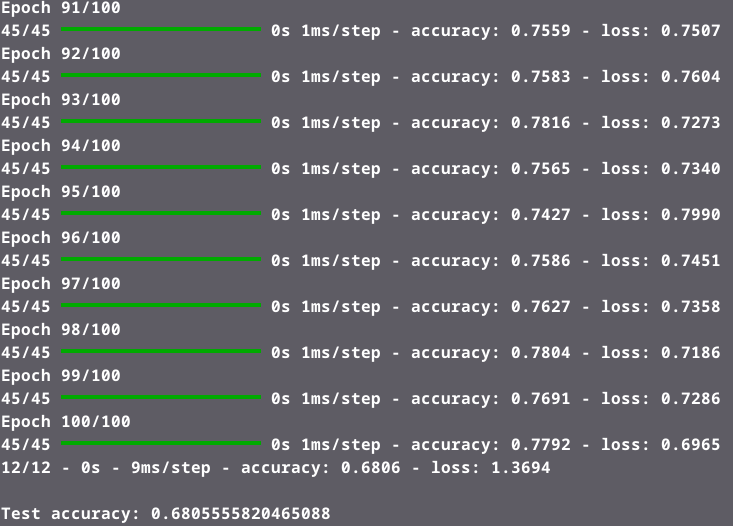 Epoch 91/100
45/45 0s 1ms/step - accuracy: 0.7559 - loss: 0.7507
Epoch 92/100
45/45 0s 1ms/step - accuracy: 0.7583 - loss: 0.7604
Epoch 93/100
45/45 0s 1ms/step - accuracy: 0.7816 - loss: 0.7273
Epoch 94/100
45/45 0s 1ms/step - accuracy: 0.7565 - loss: 0.7340
Epoch 95/100
45/45 0s 1ms/step - accuracy: 0.7427 - loss: 0.7990
Epoch 96/100
45/45 0s 1ms/step - accuracy: 0.7586 - loss: 0.7451
Epoch 97/100
45/45 0s 1ms/step - accuracy: 0.7627 - loss: 0.7358
Epoch 98/100
45/45 0s 1ms/step - accuracy: 0.7804 - loss: 0.7186
Epoch 99/100
45/45 0s 1ms/step - accuracy: 0.7691 - loss: 0.7286
Epoch 100/100
45/45 0s 1ms/step - accuracy: 0.7792 - loss: 0.6965
12/12 - 0s - 9ms/step - accuracy: 0.6806 - loss: 1.3694
Test accuracy: 0.6805555820465088